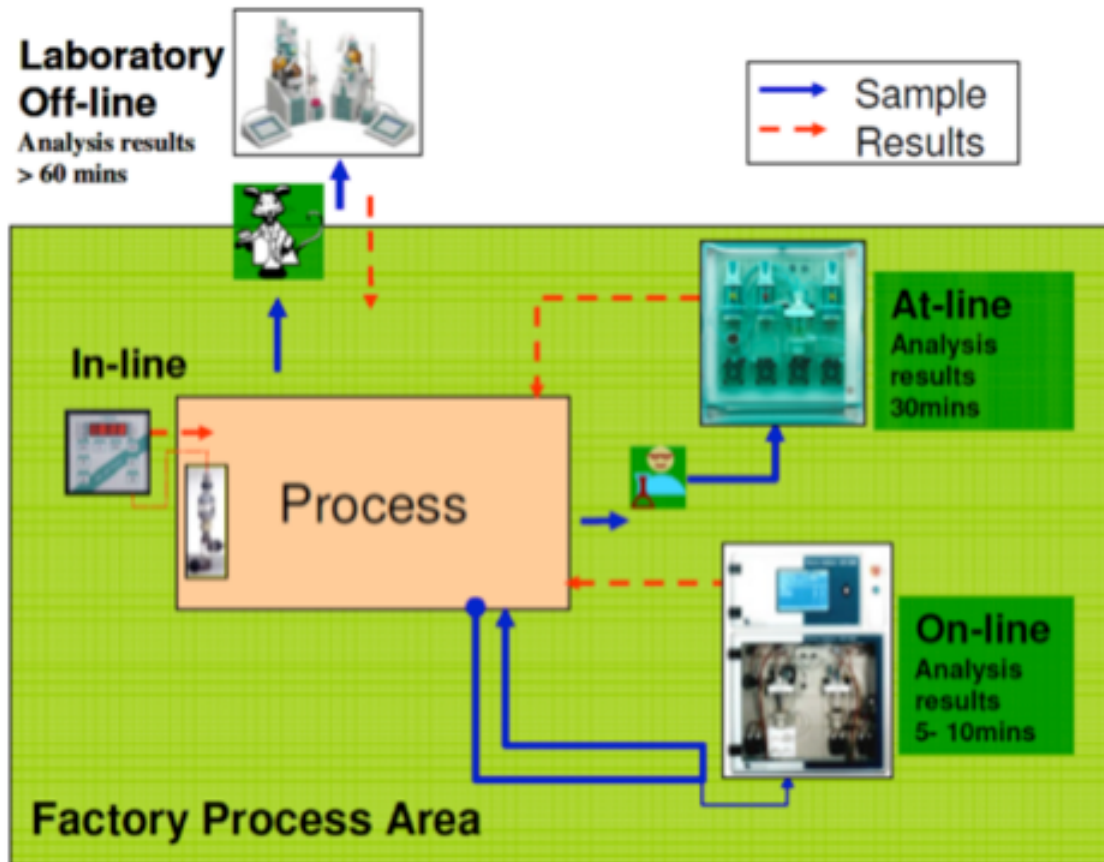 Laboratory
Off-line
Analysis results
> 60 mins
Sample
Results
At-line
Analysis
results
30mins
In-line
Process
On-line
Analysis
results
5- 10mins
Factory Process Area